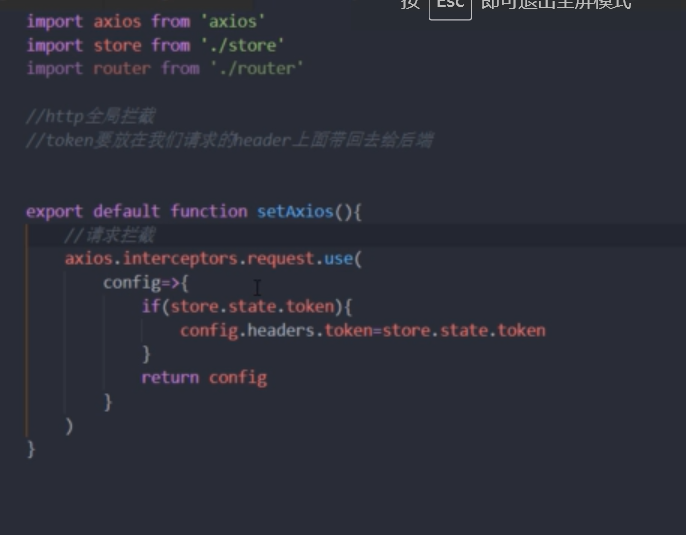 按 Esc 即可退出全屏模式
import axios from 'axios'
import store from './store'
import router from './router'
//http全局拦截
//token要放在我们请求的header上面带回去给后端
export default function setAxios(){
//请求拦截
axios.interceptors.request.use(
config=>{
if(store.state.token){
config.headers.token=store.state.token
}
return config
}
)
}